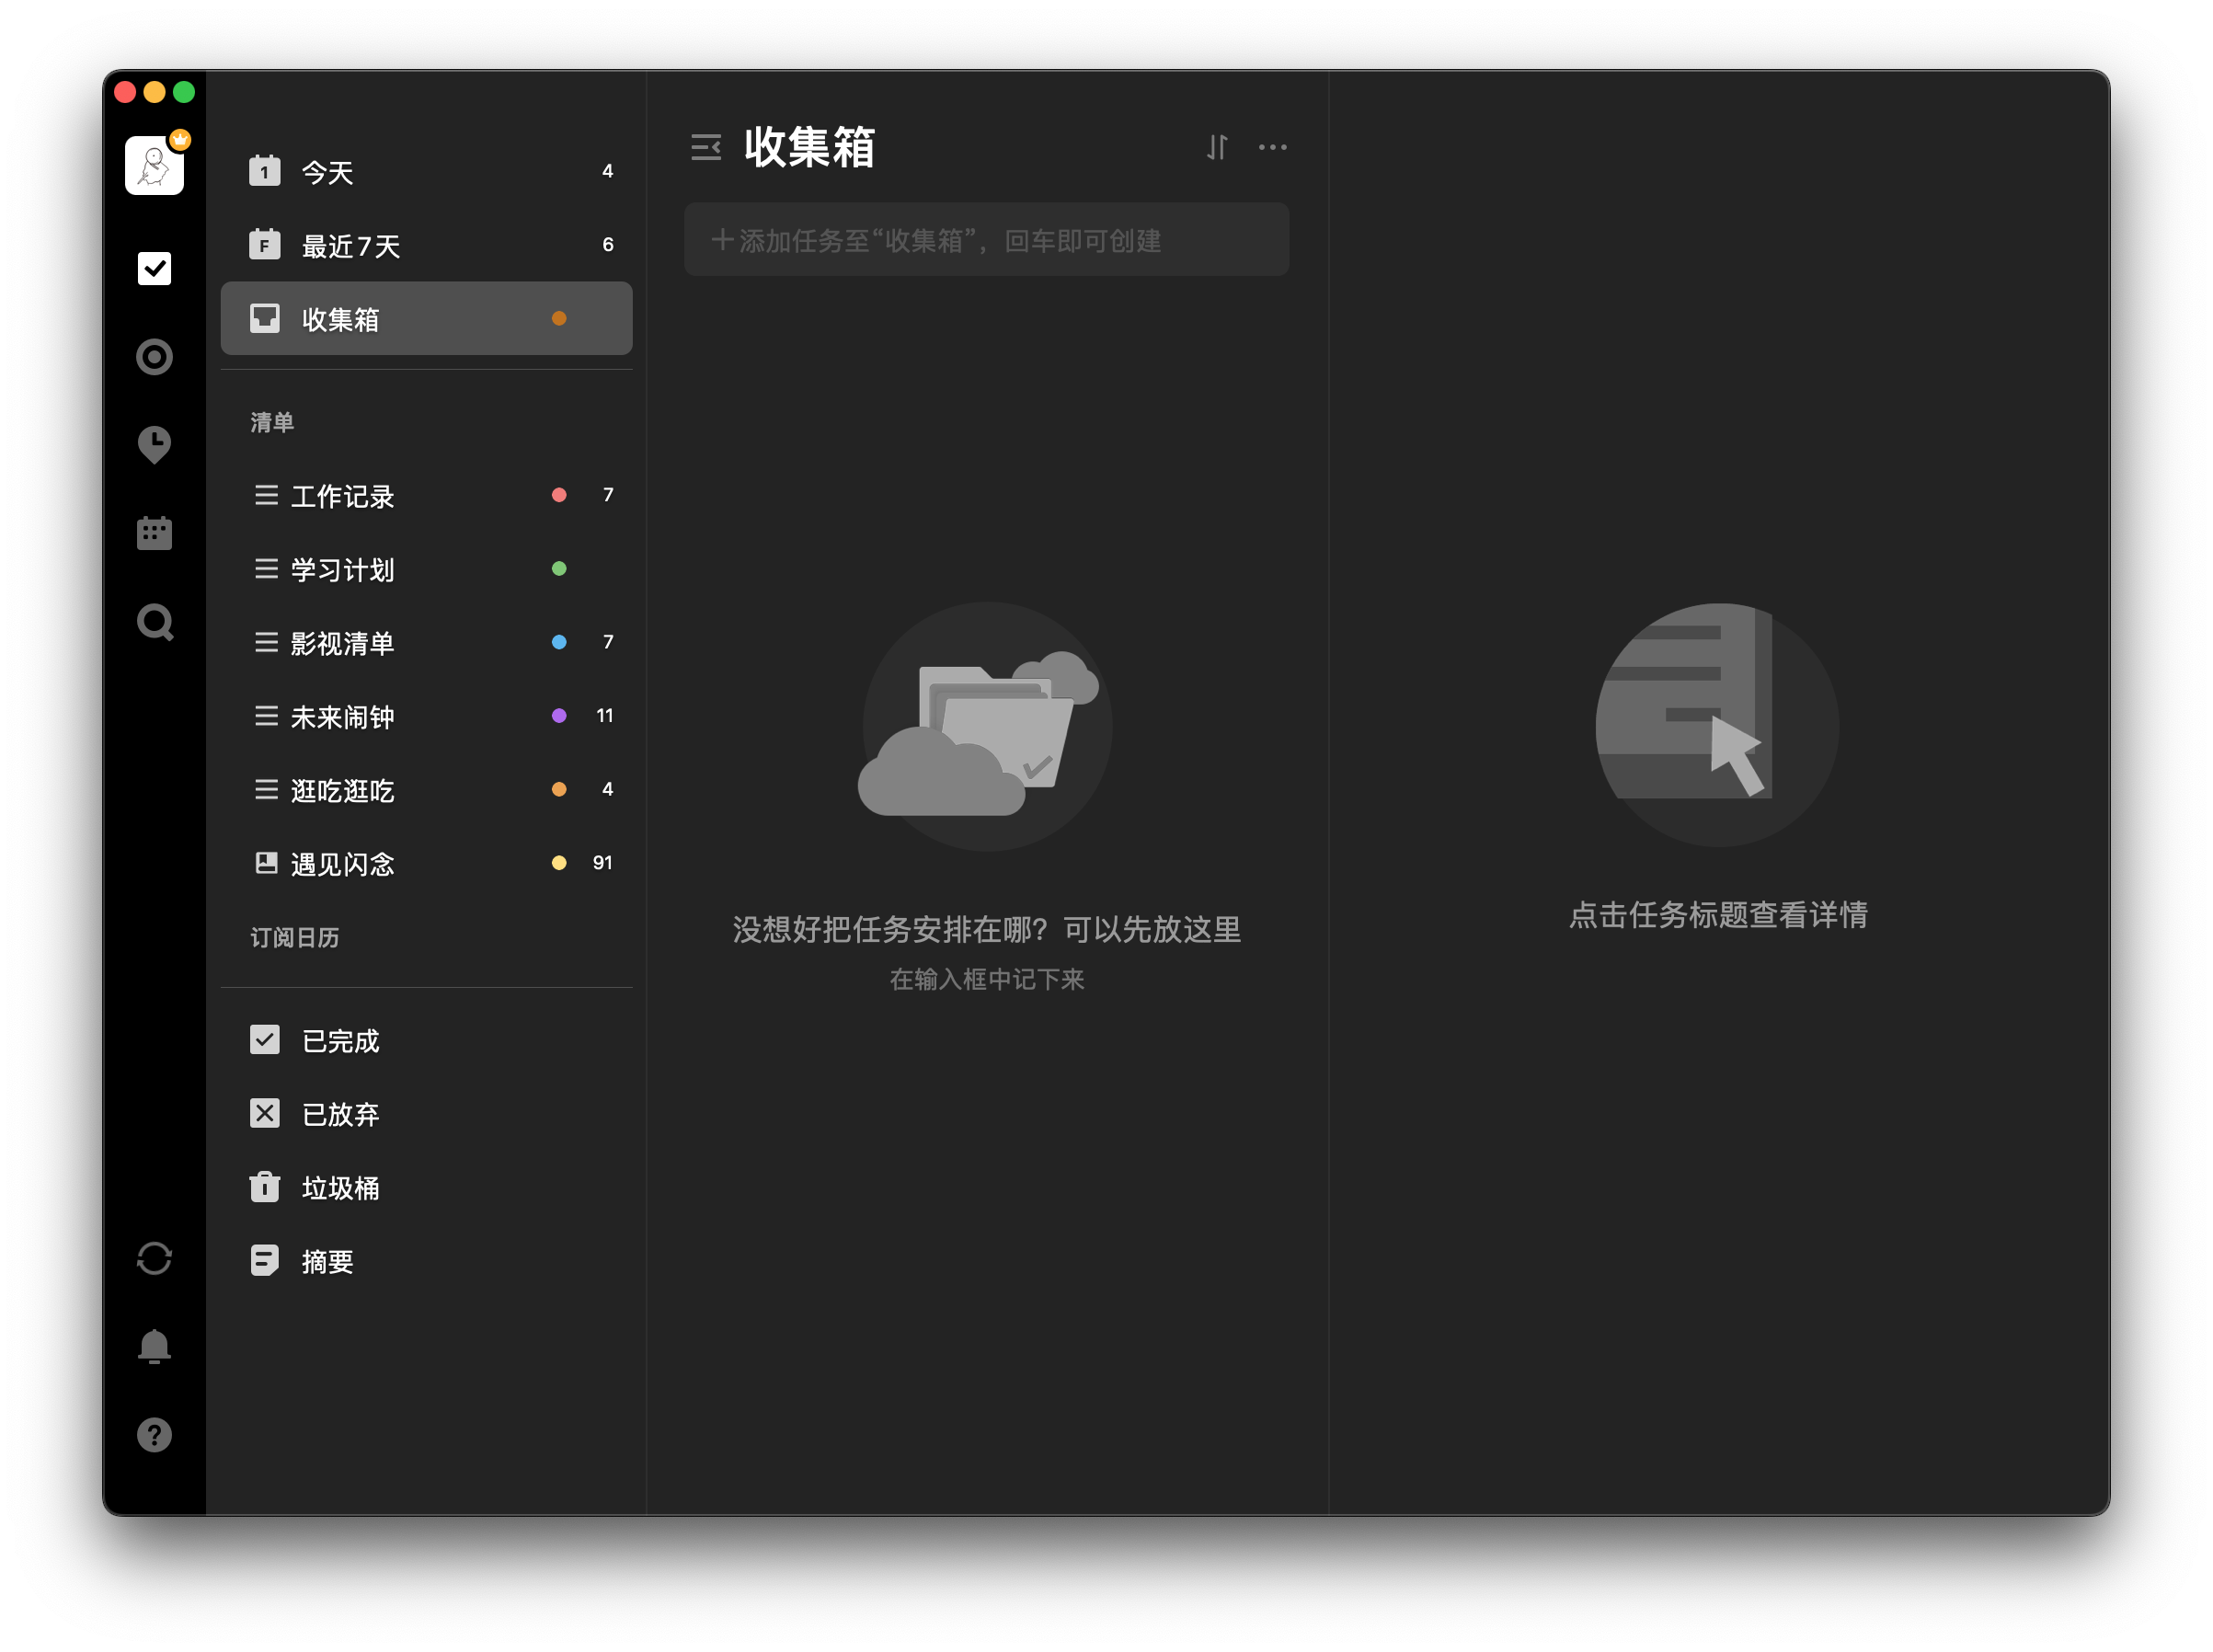 今天 4
最近7天 6
收集箱
清单
工作记录 7
学习计划
影视清单 7
未来闹钟 11
逛吃逛吃 4
遇见闪念 91
订阅日历
已完成
已放弃
垃圾桶
摘要
收集箱
+添加任务至“收集箱”，回车即可创建
没想好把任务安排在哪？可以先放这里
在输入框中记下来
点击任务标题查看详情